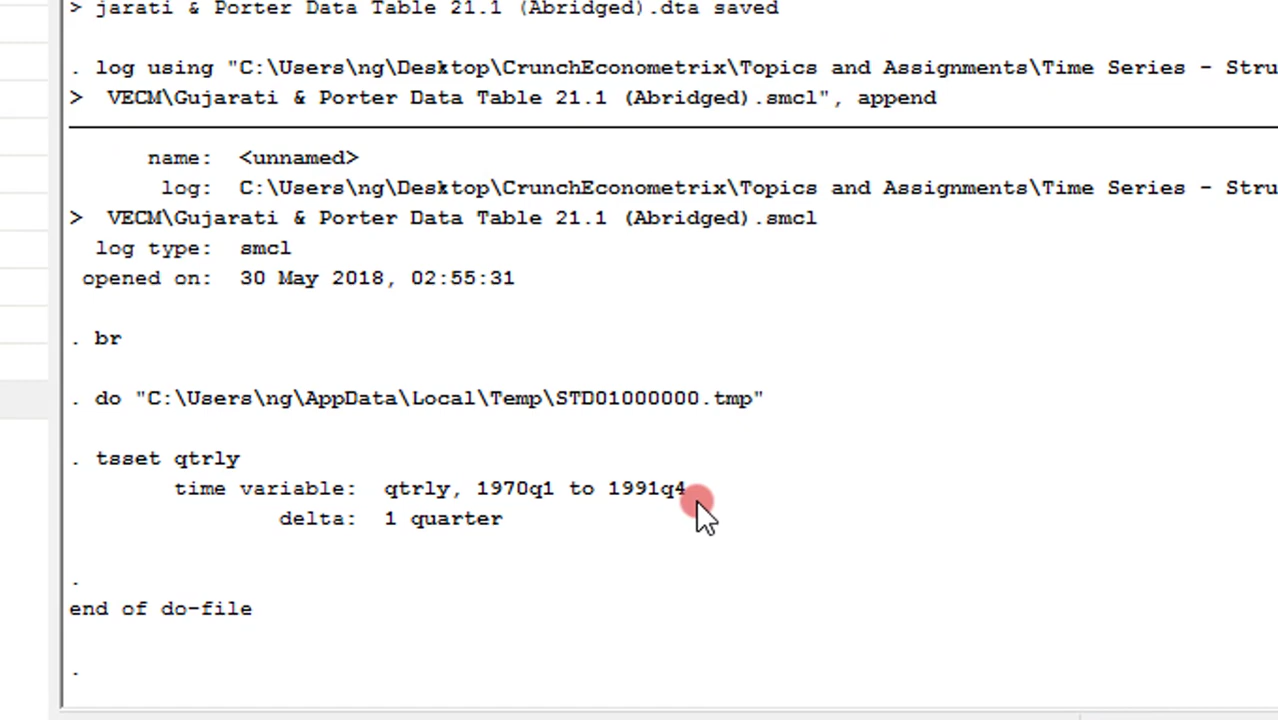 > jarati & Porter Data Table 21.1 (Abridged).dta saved
. log using "C:\Users\ng\Desktop\CrunchEconometrix\Topics and Assignments\Time Series - Stru
> VECM\Gujarati & Porter Data Table 21.1 (Abridged).smcl", append
name: <unnamed>
log: C:\Users\ng\Desktop\CrunchEconometrix\Topics and Assignments\Time Series - Stru
> VECM\Gujarati & Porter Data Table 21.1 (Abridged).smcl
log type: smcl
opened on: 30 May 2018, 02:55:31
. br
. do "C:\Users\ng\AppData\Local\Temp\STD01000000.tmp"
. tsset qtrly
time variable: qtrly, 1970q1 to 1991q4
delta: 1 quarter
.
end of do-file
.